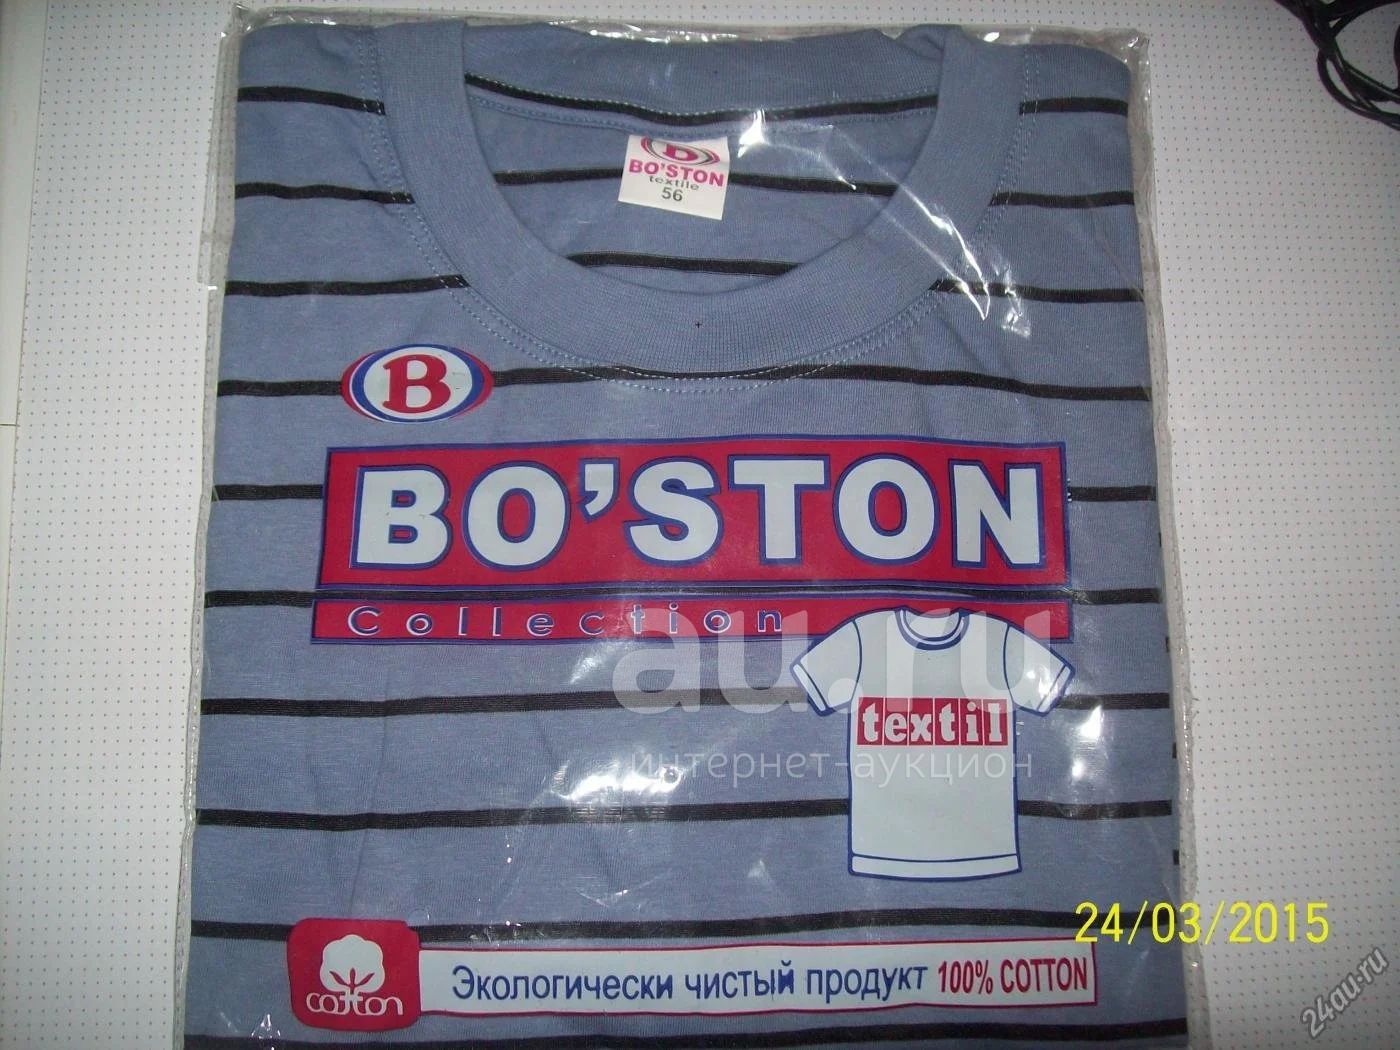 B
BO'STON
textile
56
B
BO'STON
Collection
au.ru
интернет-аукцион
textil
24/03/2015
cotton
Экологически чистый продукт 100% COTTON
24au.ru